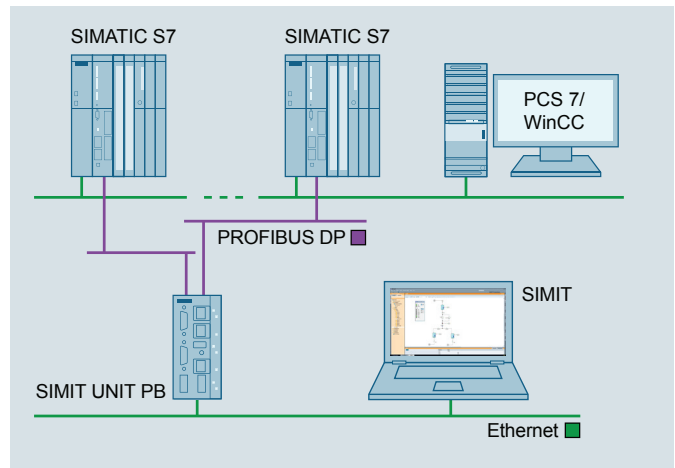 SIMATIC S7
SIMATIC S7
PCS 7/
WinCC
PROFIBUS DP
SIMIT
SIMIT UNIT PB
Ethernet